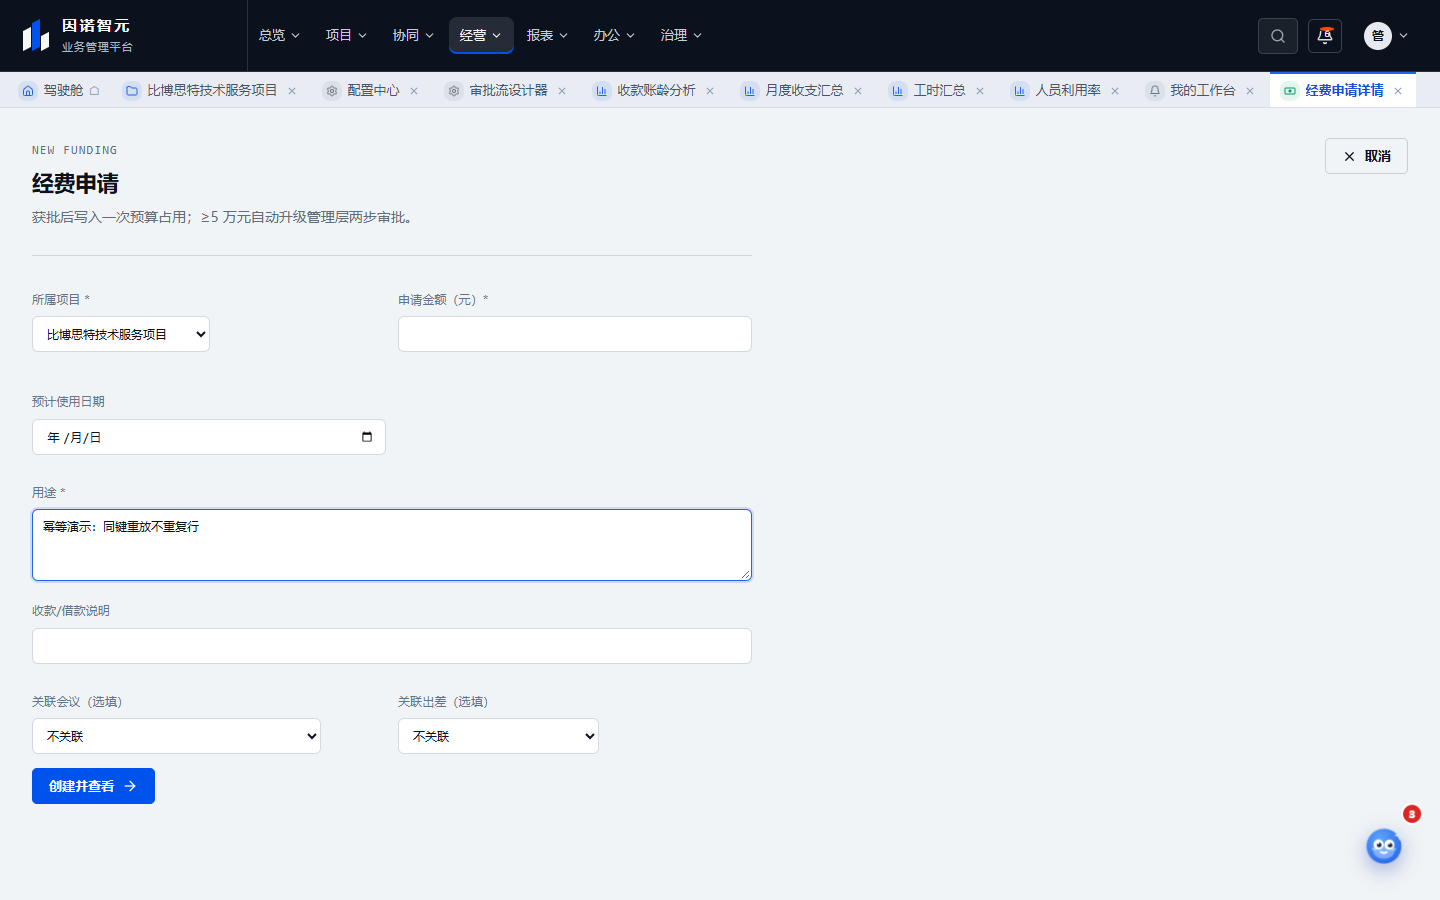 因诺智元
业务管理平台
总览 项目 协同 经营 报表 办公 治理
6
管
驾驶舱 比博思特技术服务项目 配置中心 审批流设计器 收款账龄分析 月度收支汇总 工时汇总 人员利用率 我的工作台 经费申请详情
NEW FUNDING
取消
经费申请
获批后写入一次预算占用；≥5 万元自动升级管理层两步审批。
所属项目 * 申请金额（元）*
比博思特技术服务项目
预计使用日期
年 /月/日
用途 *
幂等演示：同键重放不重复行
收款/借款说明
关联会议（选填） 关联出差（选填）
不关联 不关联
创建并查看
3